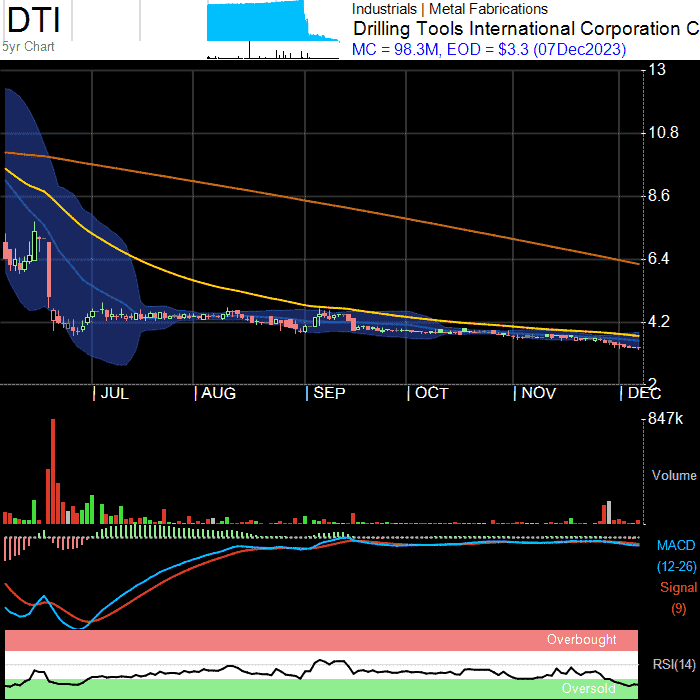 DTI
5yr Chart
Industrials | Metal Fabrications
Drilling Tools International Corporation C
MC = 98.3M, EOD = $3.3 (07Dec2023)
13
10.8
8.6
6.4
4.2
2
JUL
AUG
SEP
OCT
NOV
DEC
847k
Volume
MACD
(12-26)
Signal
(9)
Overbought
RSI(14)
Oversold